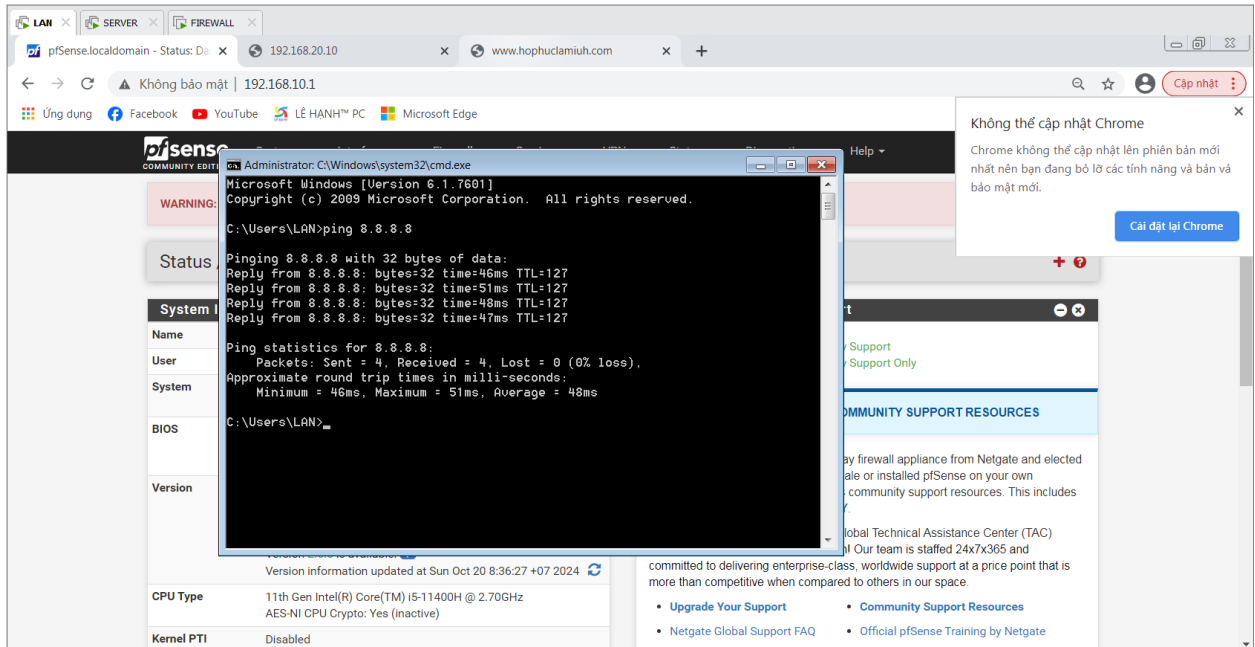 LAN SERVER FIREWALL
pfSense.localdomain - Status: Da 192.168.20.10 www.hophuclamiuh.com
Không bảo mật 192.168.10.1 Cập nhật
Ứng dụng Facebook YouTube LÊ HẠNH™ PC Microsoft Edge
Không thể cập nhật Chrome
Chrome không thể cập nhật lên phiên bản mới
nhất nên bạn đang bỏ lỡ các tính năng và bản vá
bảo mật mới.
Cài đặt lại Chrome
pfsense
COMMUNITY EDITI
Help
WARNING:
Status
Administrator: C:\Windows\system32\cmd.exe
Microsoft Windows [Version 6.1.7601]
Copyright (c) 2009 Microsoft Corporation. All rights reserved.
C:\Users\LAN>ping 8.8.8.8
Pinging 8.8.8.8 with 32 bytes of data:
Reply from 8.8.8.8: bytes=32 time=46ms TTL=127
Reply from 8.8.8.8: bytes=32 time=51ms TTL=127
Reply from 8.8.8.8: bytes=32 time=48ms TTL=127
Reply from 8.8.8.8: bytes=32 time=47ms TTL=127
Ping statistics for 8.8.8.8:
Packets: Sent = 4, Received = 4, Lost = 0 (0% loss),
Approximate round trip times in milli-seconds:
Minimum = 46ms, Maximum = 51ms, Average = 48ms
C:\Users\LAN>_
System I
Name
User
System
BIOS
Version
Version information updated at Sun Oct 20 8:36:27 +07 2024
CPU Type 11th Gen Intel(R) Core(TM) i5-11400H @ 2.70GHz
AES-NI CPU Crypto: Yes (inactive)
Kernel PTI Disabled
Support
Support Only
MMUNITY SUPPORT RESOURCES
ay firewall appliance from Netgate and elected
ale or installed pfSense on your own
community support resources. This includes
lobal Technical Assistance Center (TAC)
! Our team is staffed 24x7x365 and
committed to delivering enterprise-class, worldwide support at a price point that is
more than competitive when compared to others in our space.
Upgrade Your Support Community Support Resources
Netgate Global Support FAQ Official pfSense Training by Netgate